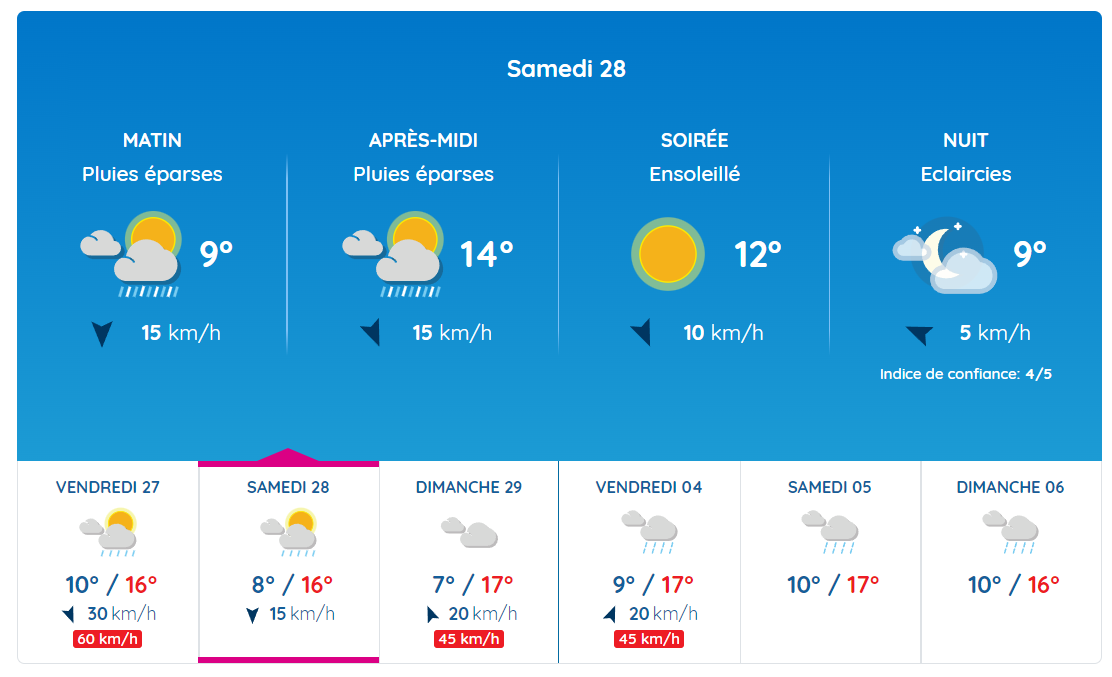 Samedi 28
MATIN
Pluies éparses
9°
15 km/h
APRÈS-MIDI
Pluies éparses
14°
15 km/h
SOIRÉE
Ensoleillé
12°
10 km/h
NUIT
Eclaircies
9°
5 km/h
Indice de confiance: 4/5
VENDREDI 27
10° / 16°
30 km/h
60 km/h
SAMEDI 28
8° / 16°
15 km/h
DIMANCHE 29
7° / 17°
20 km/h
45 km/h
VENDREDI 04
9° / 17°
20 km/h
45 km/h
SAMEDI 05
10° / 17°
DIMANCHE 06
10° / 16°